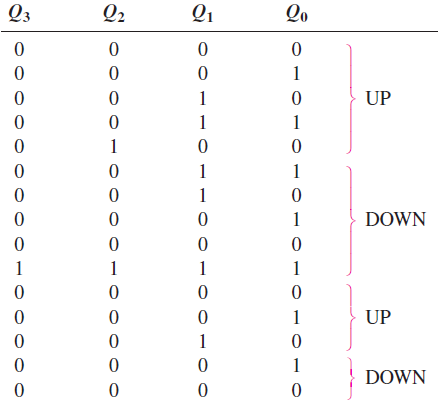 Q3 Q2 Q1 Q0
0 0 0 0
0 0 0 1
0 0 1 0 UP
0 0 1 1
0 1 0 0
0 0 1 1
0 0 1 0
0 0 0 1 DOWN
0 0 0 0
1 1 1 1
0 0 0 0
0 0 0 1 UP
0 0 1 0
0 0 0 1 DOWN
0 0 0 0